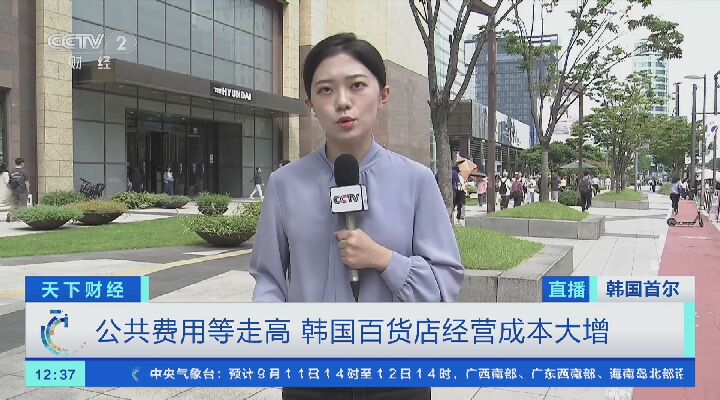 CCTV 2
财经
THE HYUNDAI
CCTV
天下财经
直播 韩国首尔
公共费用等走高 韩国百货店经营成本大增
12:37 中央气象台：预计9月11日14时至12日14时，广西南部、广东西南部、海南岛北部